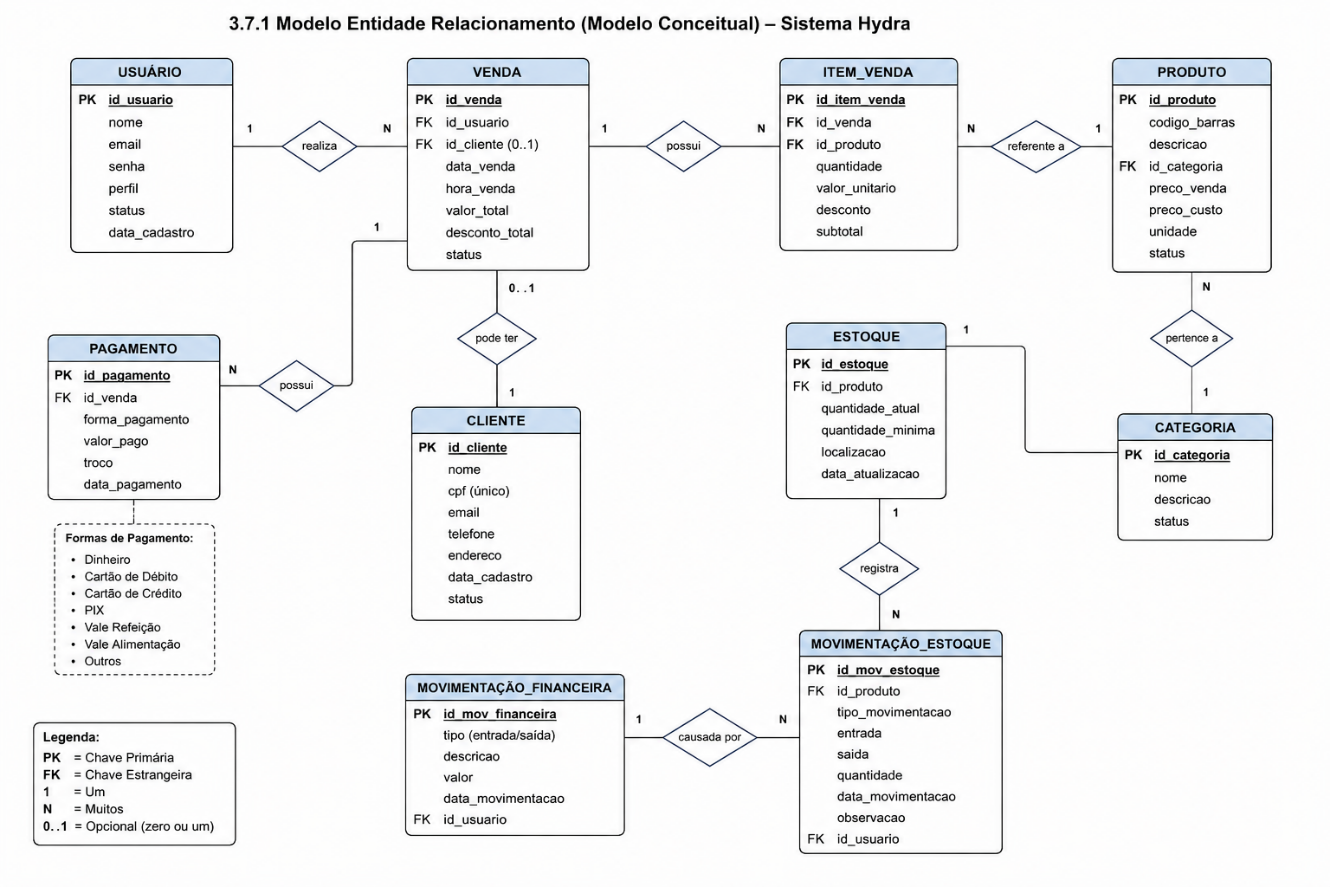 3.7.1 Modelo Entidade Relacionamento (Modelo Conceitual) – Sistema Hydra
USUÁRIO
PK id_usuario
nome
email
senha
perfil
status
data_cadastro
1
realiza
N
VENDA
PK id_venda
FK id_usuario
FK id_cliente (0..1)
data_venda
hora_venda
valor_total
desconto_total
status
1
possui
N
ITEM_VENDA
PK id_item_venda
FK id_venda
FK id_produto
quantidade
valor_unitario
desconto
subtotal
N
referente a
1
PRODUTO
PK id_produto
codigo_barras
descricao
FK id_categoria
preco_venda
preco_custo
unidade
status
1
0..1
pode ter
1
N
pertence a
1
PAGAMENTO
PK id_pagamento
FK id_venda
forma_pagamento
valor_pago
troco
data_pagamento
N
possui
Formas de Pagamento:
• Dinheiro
• Cartão de Débito
• Cartão de Crédito
• PIX
• Vale Refeição
• Vale Alimentação
• Outros
CLIENTE
PK id_cliente
nome
cpf (único)
email
telefone
endereco
data_cadastro
status
ESTOQUE
PK id_estoque
FK id_produto
quantidade_atual
quantidade_minima
localizacao
data_atualizacao
1
CATEGORIA
PK id_categoria
nome
descricao
status
1
registra
N
MOVIMENTAÇÃO_FINANCEIRA
PK id_mov_financeira
tipo (entrada/saída)
descricao
valor
data_movimentacao
FK id_usuario
1
causada por
N
MOVIMENTAÇÃO_ESTOQUE
PK id_mov_estoque
FK id_produto
tipo_movimentacao
entrada
saida
quantidade
data_movimentacao
observacao
FK id_usuario
Legenda:
PK = Chave Primária
FK = Chave Estrangeira
1 = Um
N = Muitos
0..1 = Opcional (zero ou um)